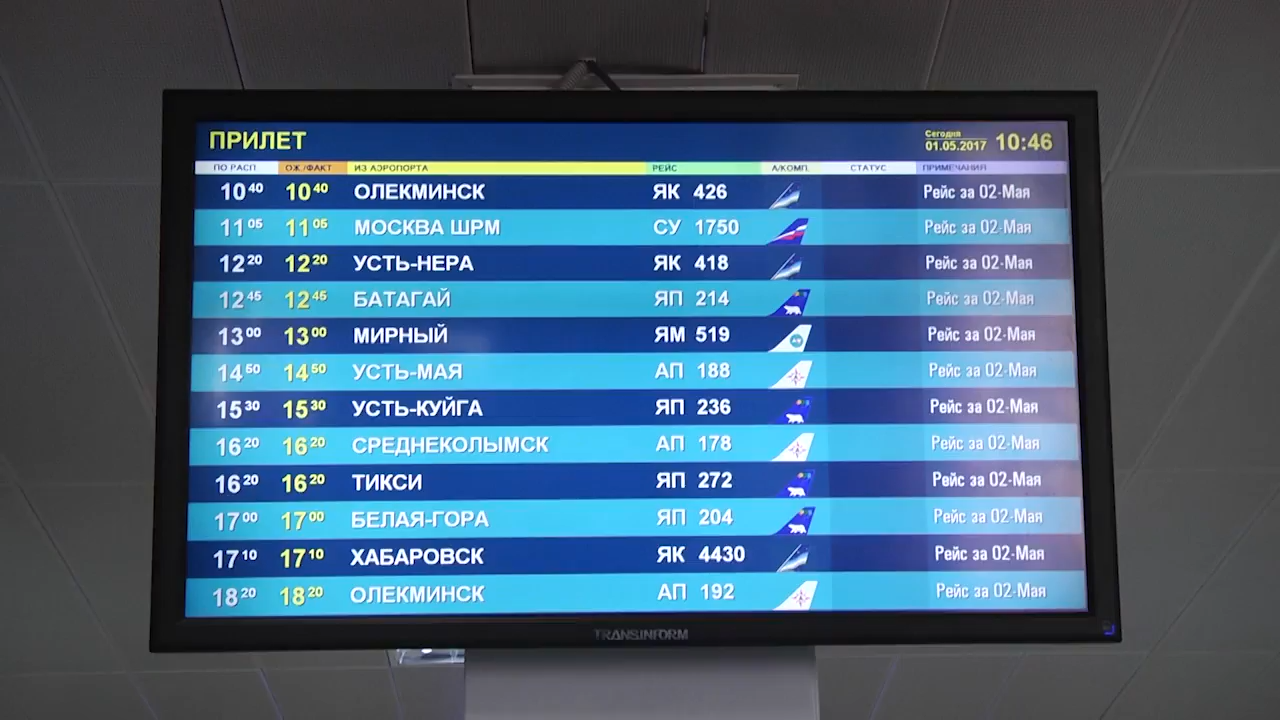 ПРИЛЕТ Сегодня 01.05.2017 10:46
ПО РАСП ОЖ./ФАКТ ИЗ АЭРОПОРТА РЕЙС А/КОМП. СТАТУС ПРИМЕЧАНИЯ
10 40 10 40 ОЛЕКМИНСК ЯК 426 Рейс за 02-Мая
11 05 11 05 МОСКВА ШРМ СУ 1750 Рейс за 02-Мая
12 20 12 20 УСТЬ-НЕРА ЯК 418 Рейс за 02-Мая
12 45 12 45 БАТАГАЙ ЯП 214 Рейс за 02-Мая
13 00 13 00 МИРНЫЙ ЯМ 519 Рейс за 02-Мая
14 50 14 50 УСТЬ-МАЯ АП 188 Рейс за 02-Мая
15 30 15 30 УСТЬ-КУЙГА ЯП 236 Рейс за 02-Мая
16 20 16 20 СРЕДНЕКОЛЫМСК АП 178 Рейс за 02-Мая
16 20 16 20 ТИКСИ ЯП 272 Рейс за 02-Мая
17 00 17 00 БЕЛАЯ-ГОРА ЯП 204 Рейс за 02-Мая
17 10 17 10 ХАБАРОВСК ЯК 4430 Рейс за 02-Мая
18 20 18 20 ОЛЕКМИНСК АП 192 Рейс за 02-Мая
TRANSINFORM